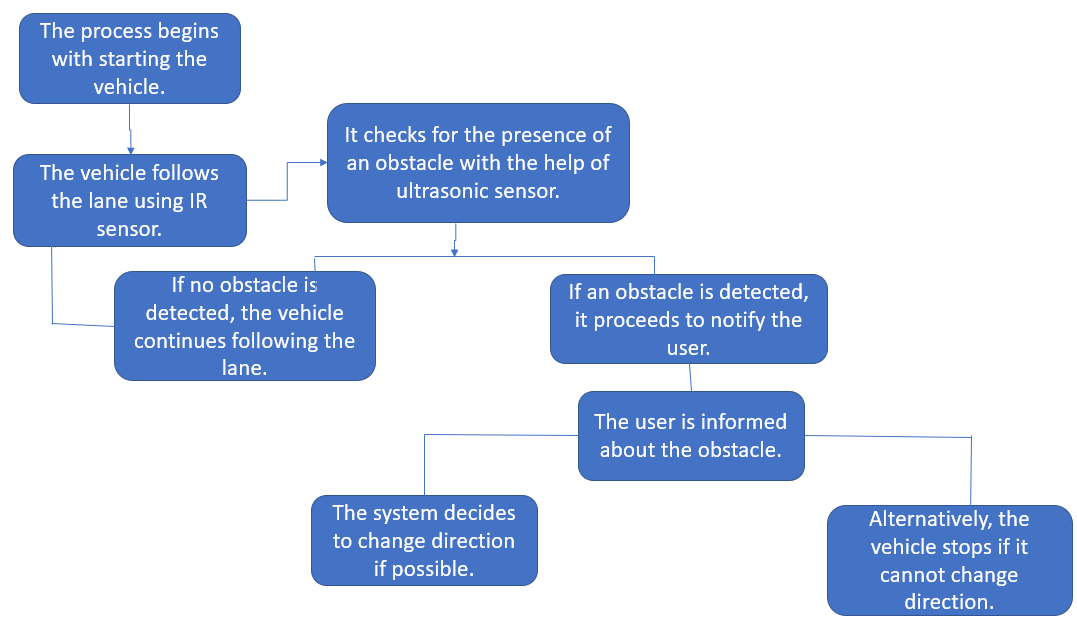 The process begins
with starting the
vehicle.
The vehicle follows
the lane using IR
sensor.
It checks for the presence of
an obstacle with the help of
ultrasonic sensor.
If no obstacle is
detected, the vehicle
continues following the
lane.
If an obstacle is detected,
it proceeds to notify the
user.
The user is informed
about the obstacle.
The system decides
to change direction
if possible.
Alternatively, the
vehicle stops if it
cannot change
direction.